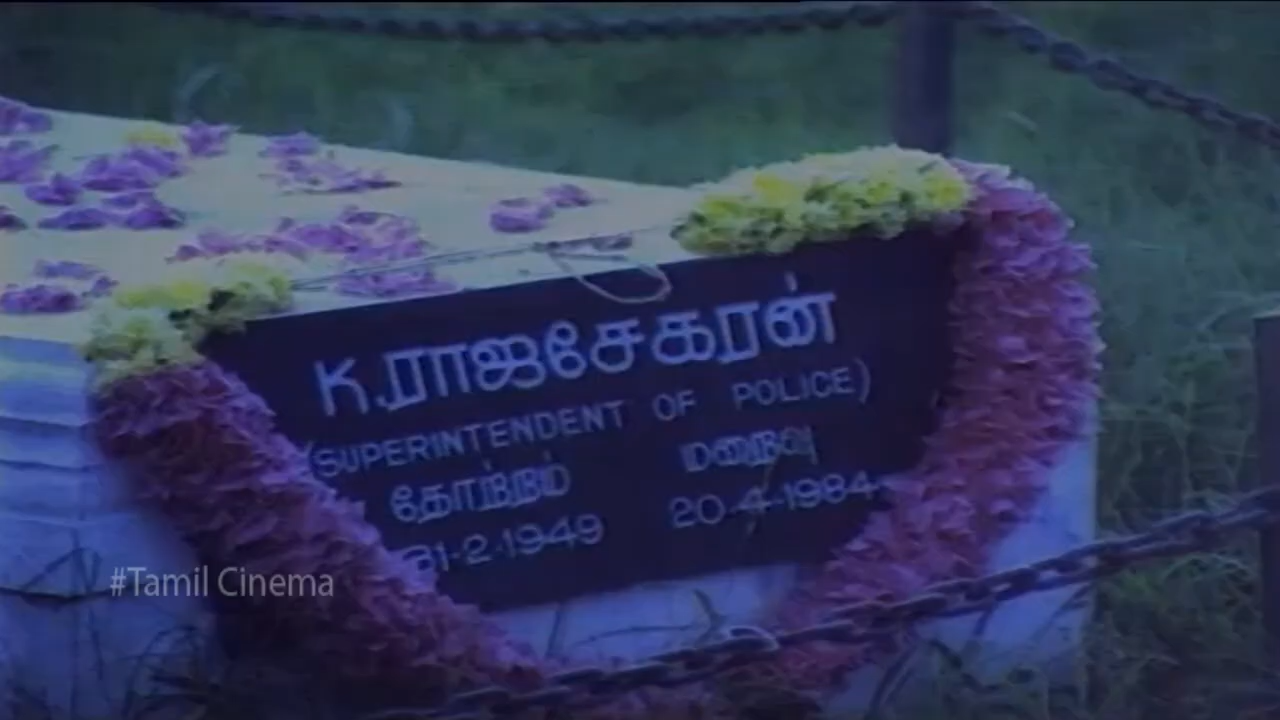 K.ராஜசேகரன்
(SUPERINTENDENT OF POLICE)
தோற்றம் மறைவு
31-2-1949 20-4-1984
#Tamil Cinema